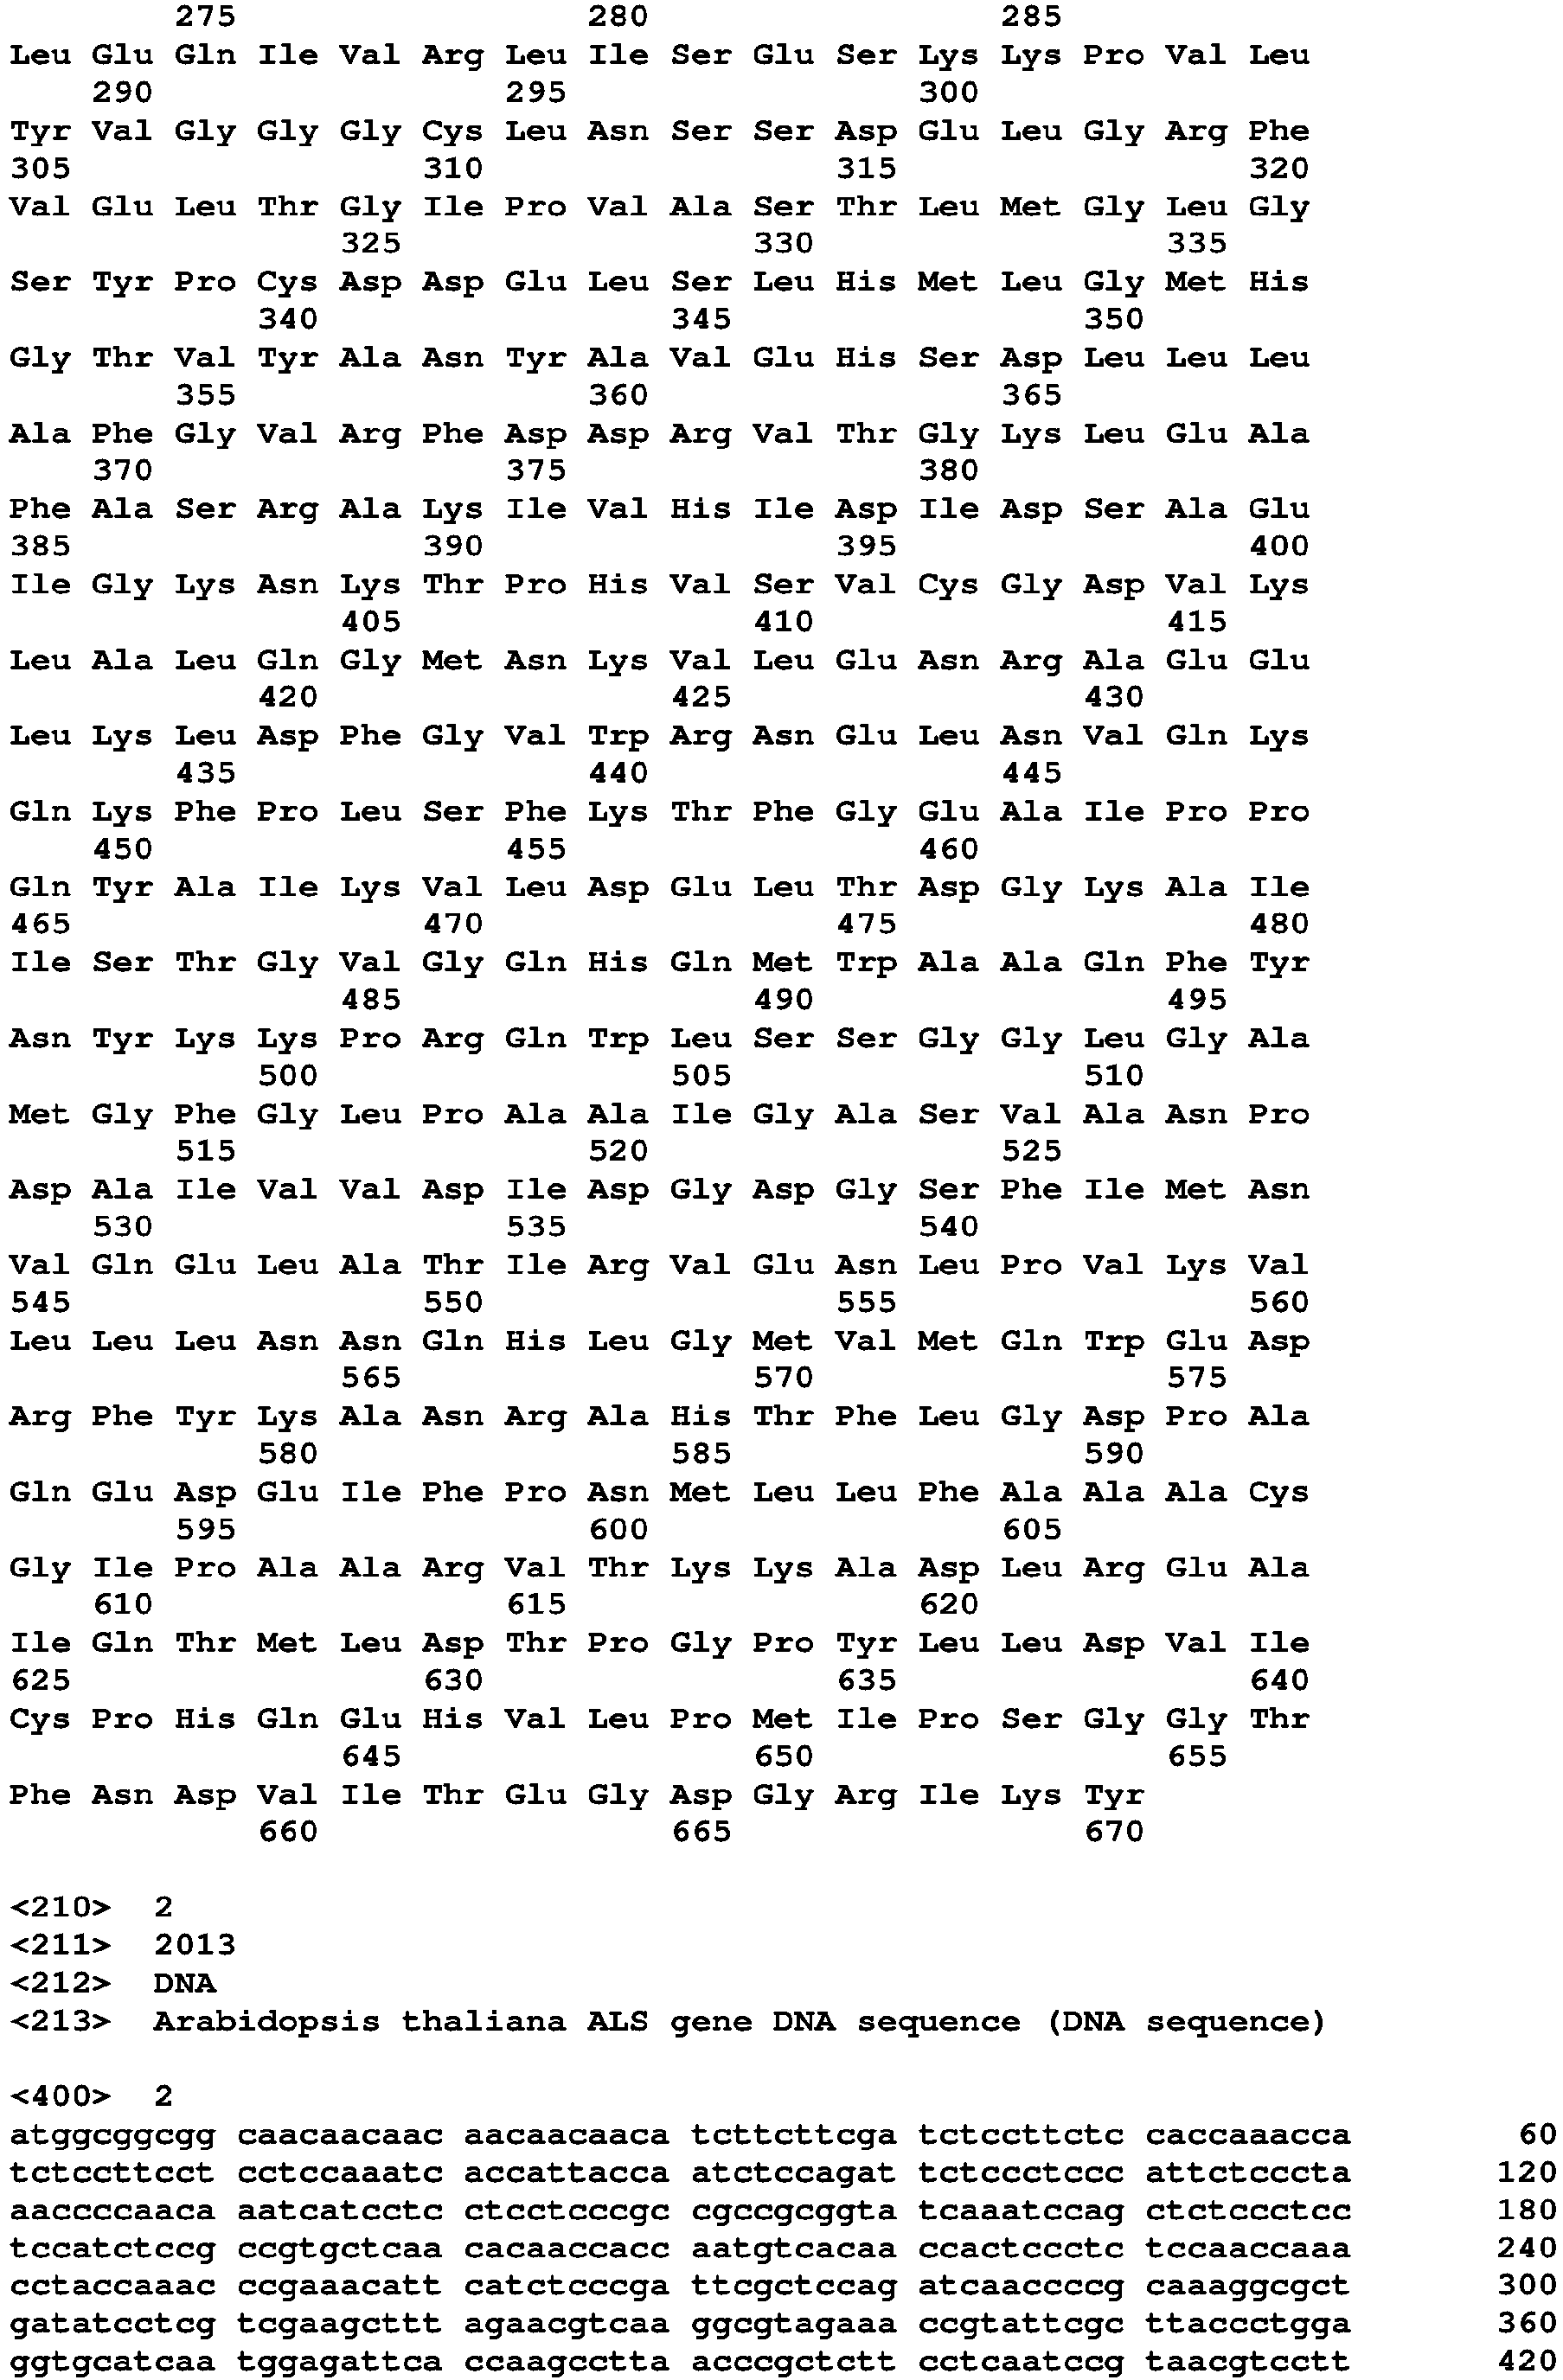 275 280 285
Leu Glu Gln Ile Val Arg Leu Ile Ser Glu Ser Lys Lys Pro Val Leu
290 295 300
Tyr Val Gly Gly Gly Cys Leu Asn Ser Ser Asp Glu Leu Gly Arg Phe
305 310 315 320
Val Glu Leu Thr Gly Ile Pro Val Ala Ser Thr Leu Met Gly Leu Gly
325 330 335
Ser Tyr Pro Cys Asp Asp Glu Leu Ser Leu His Met Leu Gly Met His
340 345 350
Gly Thr Val Tyr Ala Asn Tyr Ala Val Glu His Ser Asp Leu Leu Leu
355 360 365
Ala Phe Gly Val Arg Phe Asp Asp Arg Val Thr Gly Lys Leu Glu Ala
370 375 380
Phe Ala Ser Arg Ala Lys Ile Val His Ile Asp Ile Asp Ser Ala Glu
385 390 395 400
Ile Gly Lys Asn Lys Thr Pro His Val Ser Val Cys Gly Asp Val Lys
405 410 415
Leu Ala Leu Gln Gly Met Asn Lys Val Leu Glu Asn Arg Ala Glu Glu
420 425 430
Leu Lys Leu Asp Phe Gly Val Trp Arg Asn Glu Leu Asn Val Gln Lys
435 440 445
Gln Lys Phe Pro Leu Ser Phe Lys Thr Phe Gly Glu Ala Ile Pro Pro
450 455 460
Gln Tyr Ala Ile Lys Val Leu Asp Glu Leu Thr Asp Gly Lys Ala Ile
465 470 475 480
Ile Ser Thr Gly Val Gly Gln His Gln Met Trp Ala Ala Gln Phe Tyr
485 490 495
Asn Tyr Lys Lys Pro Arg Gln Trp Leu Ser Ser Gly Gly Leu Gly Ala
500 505 510
Met Gly Phe Gly Leu Pro Ala Ala Ile Gly Ala Ser Val Ala Asn Pro
515 520 525
Asp Ala Ile Val Val Asp Ile Asp Gly Asp Gly Ser Phe Ile Met Asn
530 535 540
Val Gln Glu Leu Ala Thr Ile Arg Val Glu Asn Leu Pro Val Lys Val
545 550 555 560
Leu Leu Leu Asn Asn Gln His Leu Gly Met Val Met Gln Trp Glu Asp
565 570 575
Arg Phe Tyr Lys Ala Asn Arg Ala His Thr Phe Leu Gly Asp Pro Ala
580 585 590
Gln Glu Asp Glu Ile Phe Pro Asn Met Leu Leu Phe Ala Ala Ala Cys
595 600 605
Gly Ile Pro Ala Ala Arg Val Thr Lys Lys Ala Asp Leu Arg Glu Ala
610 615 620
Ile Gln Thr Met Leu Asp Thr Pro Gly Pro Tyr Leu Leu Asp Val Ile
625 630 635 640
Cys Pro His Gln Glu His Val Leu Pro Met Ile Pro Ser Gly Gly Thr
645 650 655
Phe Asn Asp Val Ile Thr Glu Gly Asp Gly Arg Ile Lys Tyr
660 665 670
<210> 2
<211> 2013
<212> DNA
<213> Arabidopsis thaliana ALS gene DNA sequence (DNA sequence)
<400> 2
atggcggcgg caacaacaac aacaacaaca tcttcttcga tctccttctc caccaaacca 60
tctccttcct cctccaaatc accattacca atctccagat tctccctccc attctcccta 120
aaccccaaca aatcatcctc ctcctcccgc cgccgcggta tcaaatccag ctctccctcc 180
tccatctccg ccgtgctcaa cacaaccacc aatgtcacaa ccactccctc tccaaccaaa 240
cctaccaaac ccgaaacatt catctcccga ttcgctccag atcaaccccg caaaggcgct 300
gatatcctcg tcgaagcttt agaacgtcaa ggcgtagaaa ccgtattcgc ttaccctgga 360
ggtgcatcaa tggagattca ccaagcctta acccgctctt cctcaatccg taacgtcctt 420